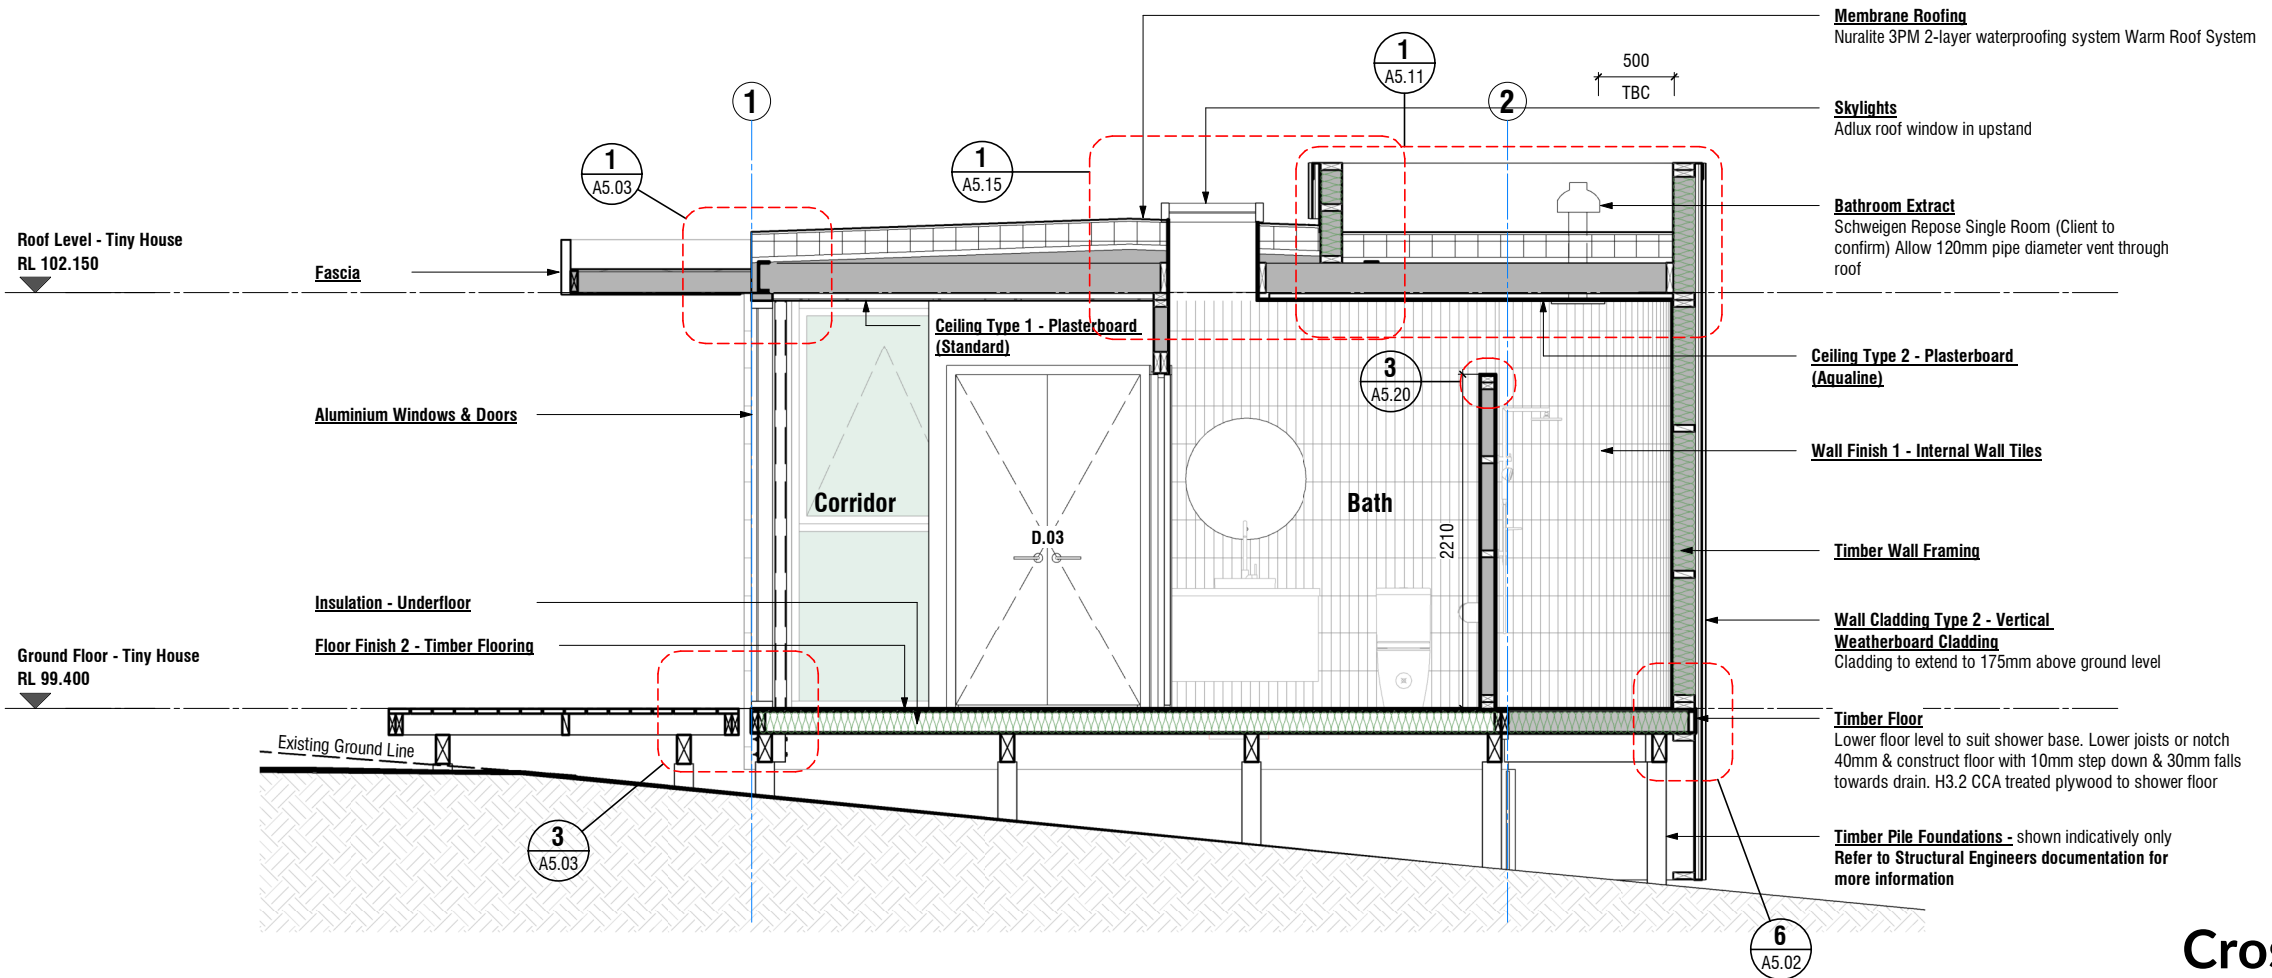 Membrane Roofing
Nuralite 3PM 2-layer waterproofing system Warm Roof System
1
A5.11
500
TBC
1
2
Skylights
Adlux roof window in upstand
1
A5.03
1
A5.15
Bathroom Extract
Schweigen Repose Single Room (Client to
confirm) Allow 120mm pipe diameter vent through
roof
Roof Level - Tiny House
RL 102.150
Fascia
Ceiling Type 1 - Plasterboard
(Standard)
Ceiling Type 2 - Plasterboard
(Aqualine)
3
A5.20
Aluminium Windows & Doors
Wall Finish 1 - Internal Wall Tiles
Corridor
Bath
D.03
2210
Timber Wall Framing
Insulation - Underfloor
Floor Finish 2 - Timber Flooring
Wall Cladding Type 2 - Vertical
Weatherboard Cladding
Cladding to extend to 175mm above ground level
Ground Floor - Tiny House
RL 99.400
Timber Floor
Lower floor level to suit shower base. Lower joists or notch
40mm & construct floor with 10mm step down & 30mm falls
towards drain. H3.2 CCA treated plywood to shower floor
Existing Ground Line
3
A5.03
Timber Pile Foundations - shown indicatively only
Refer to Structural Engineers documentation for
more information
6
A5.02